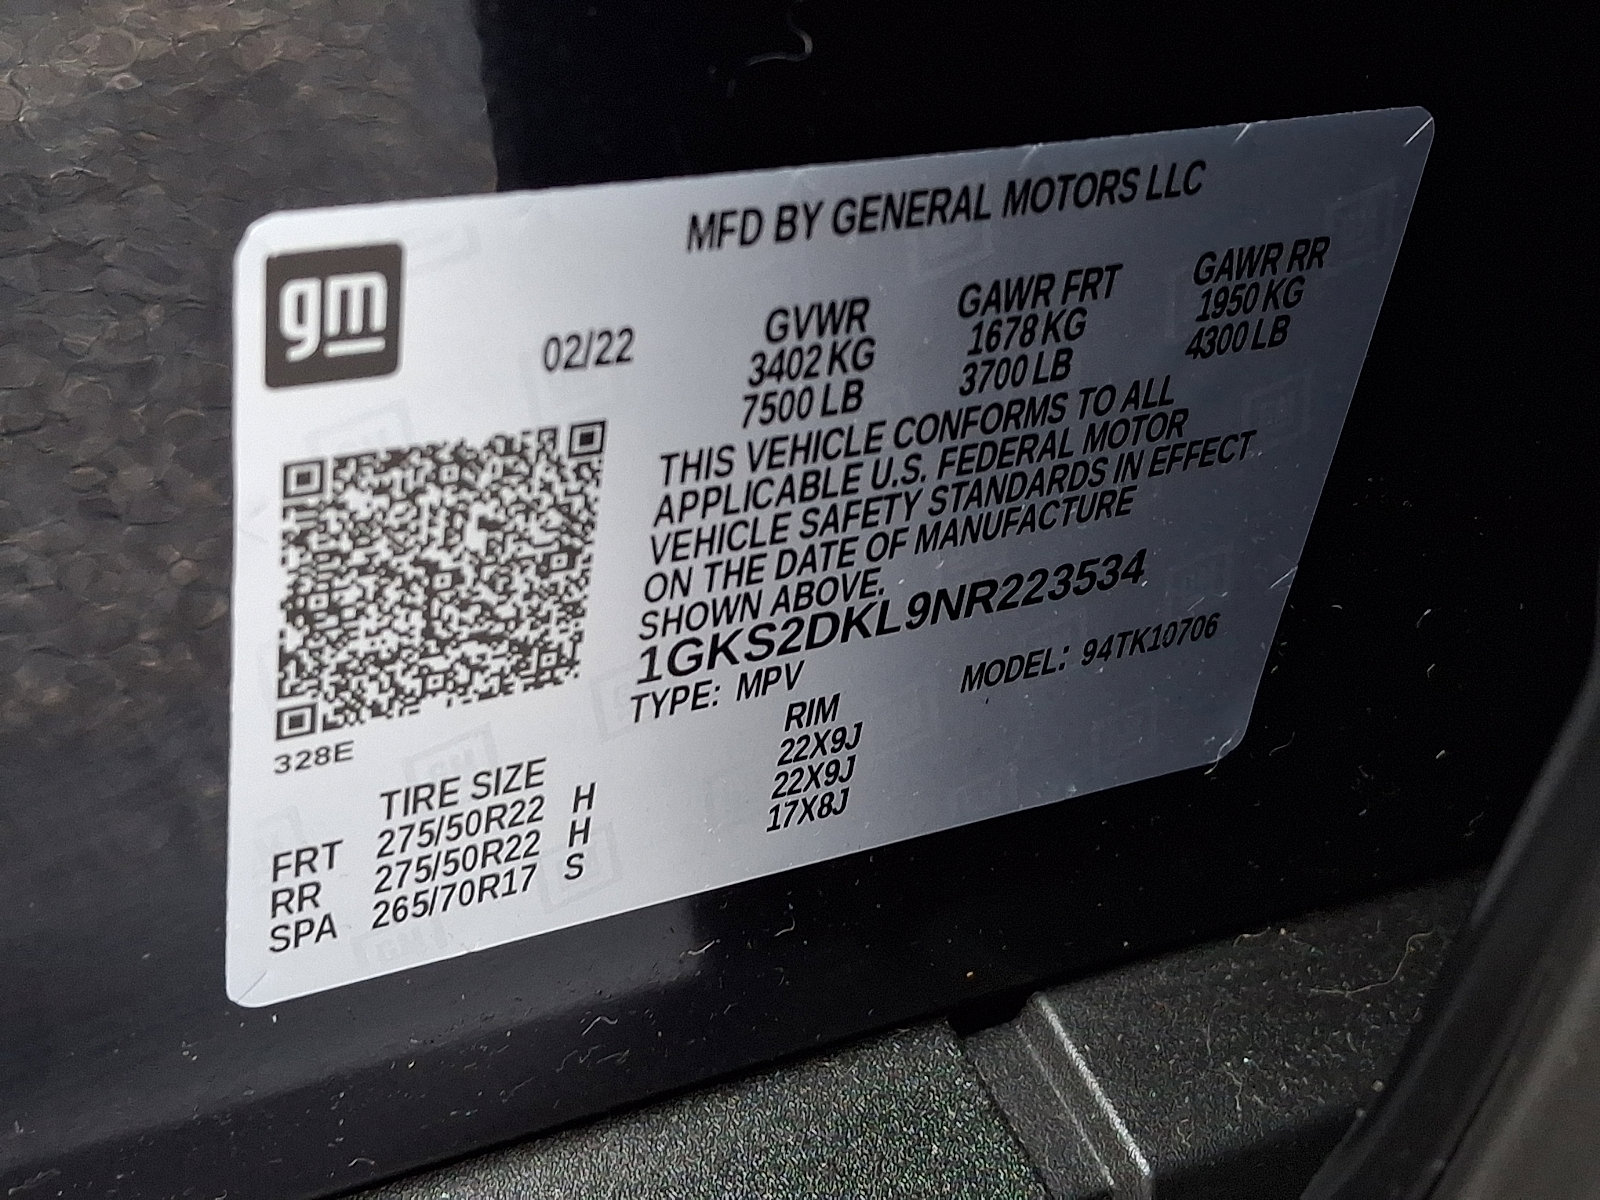 MFD BY GENERAL MOTORS LLC
gm
02/22
GVWR
3402 KG
7500 LB
GAWR FRT
1678 KG
3700 LB
GAWR RR
1950 KG
4300 LB
THIS VEHICLE CONFORMS TO ALL
APPLICABLE U.S. FEDERAL MOTOR
VEHICLE SAFETY STANDARDS IN EFFECT
ON THE DATE OF MANUFACTURE
SHOWN ABOVE.
1GKS2DKL9NR223534
TYPE: MPV
MODEL: 94TK10706
328E
TIRE SIZE RIM
FRT 275/50R22 H 22X9J
RR 275/50R22 H 22X9J
SPA 265/70R17 S 17X8J